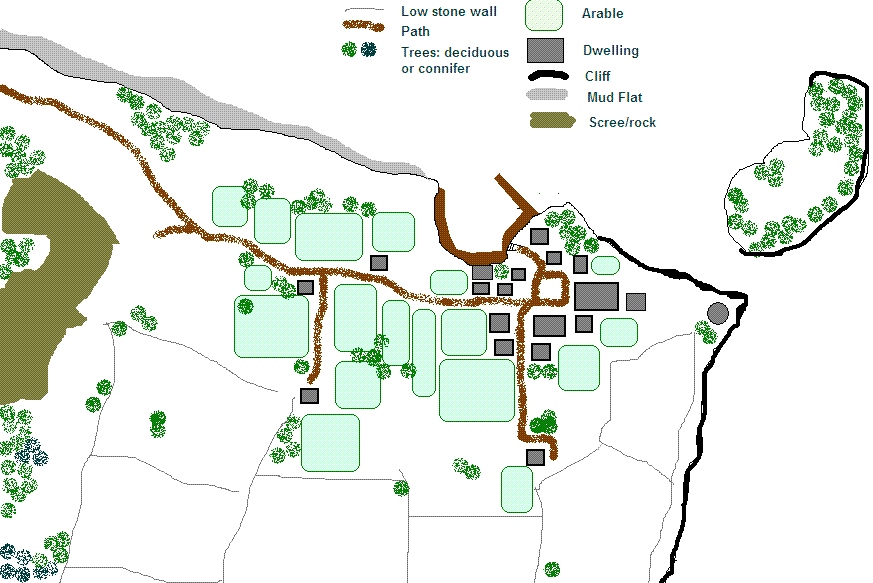 Low stone wall
Path
Trees: deciduous
or connifer
Arable
Dwelling
Cliff
Mud Flat
Scree/rock